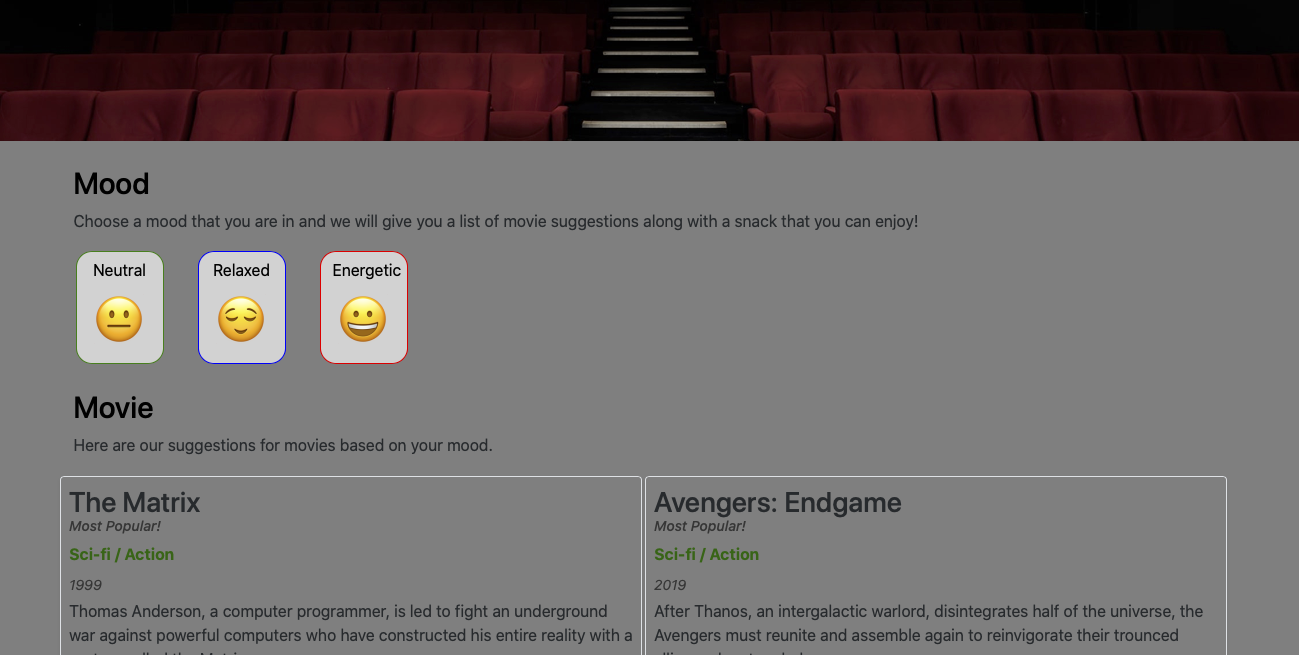 Mood
Choose a mood that you are in and we will give you a list of movie suggestions along with a snack that you can enjoy!
Neutral
Relaxed
Energetic
Movie
Here are our suggestions for movies based on your mood.
The Matrix
Most Popular!
Sci-fi / Action
1999
Thomas Anderson, a computer programmer, is led to fight an underground
war against powerful computers who have constructed his entire reality with a
Avengers: Endgame
Most Popular!
Sci-fi / Action
2019
After Thanos, an intergalactic warlord, disintegrates half of the universe, the
Avengers must reunite and assemble again to reinvigorate their trounced